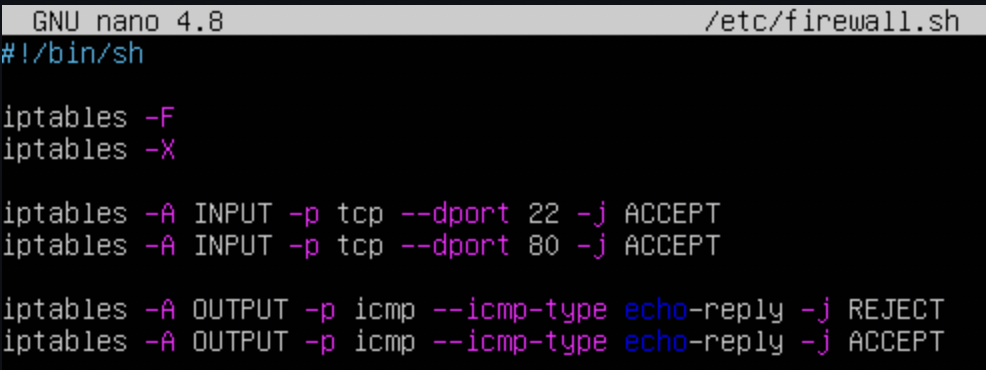 GNU nano 4.8 /etc/firewall.sh
#!/bin/sh
iptables -F
iptables -X
iptables -A INPUT -p tcp --dport 22 -j ACCEPT
iptables -A INPUT -p tcp --dport 80 -j ACCEPT
iptables -A OUTPUT -p icmp --icmp-type echo-reply -j REJECT
iptables -A OUTPUT -p icmp --icmp-type echo-reply -j ACCEPT